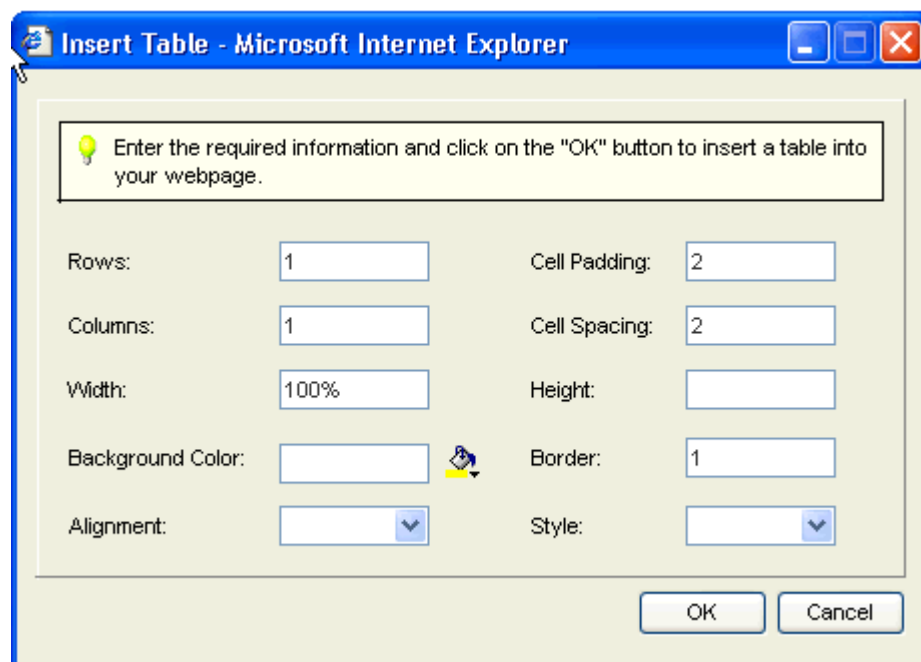 Insert Table - Microsoft Internet Explorer
Enter the required information and click on the "OK" button to insert a table into
your webpage.
Rows: 1 Cell Padding: 2
Columns: 1 Cell Spacing: 2
Width: 100% Height:
Background Color: Border: 1
Alignment: Style:
OK Cancel